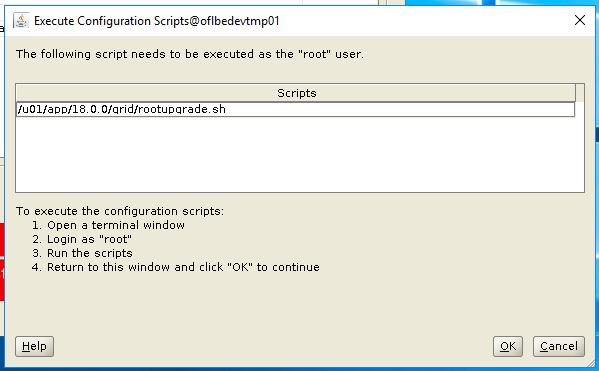 Execute Configuration Scripts@oflbedevtmp01
The following script needs to be executed as the "root" user.
Scripts
/u01/app/18.0.0/grid/rootupgrade.sh
To execute the configuration scripts:
1. Open a terminal window
2. Login as "root"
3. Run the scripts
4. Return to this window and click "OK" to continue
Help OK Cancel